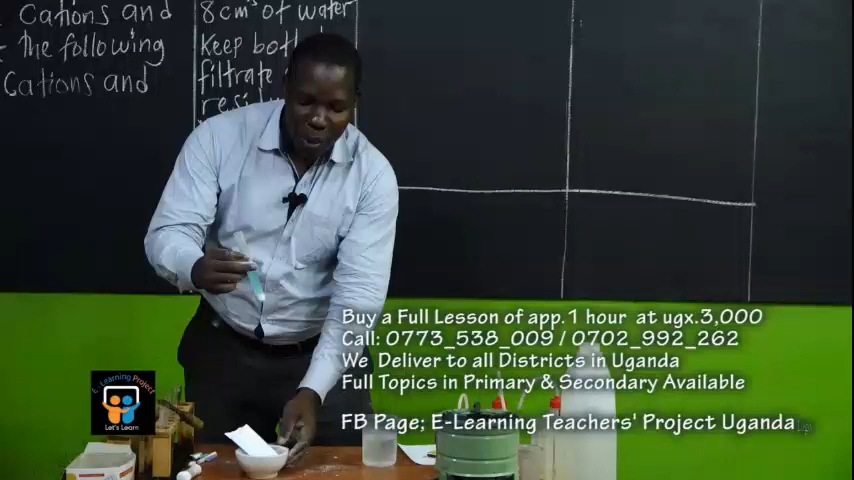 Cations and
the following
Cations and
8cm³ of water
Keep both
filtrate
Buy a Full Lesson of app.1 hour at ugx.3,000
Call: 0773_538_009 / 0702_992_262
We Deliver to all Districts in Uganda
Full Topics in Primary & Secondary Available
FB Page; E-Learning Teachers' Project Uganda
E-Learning Project
Let's Learn